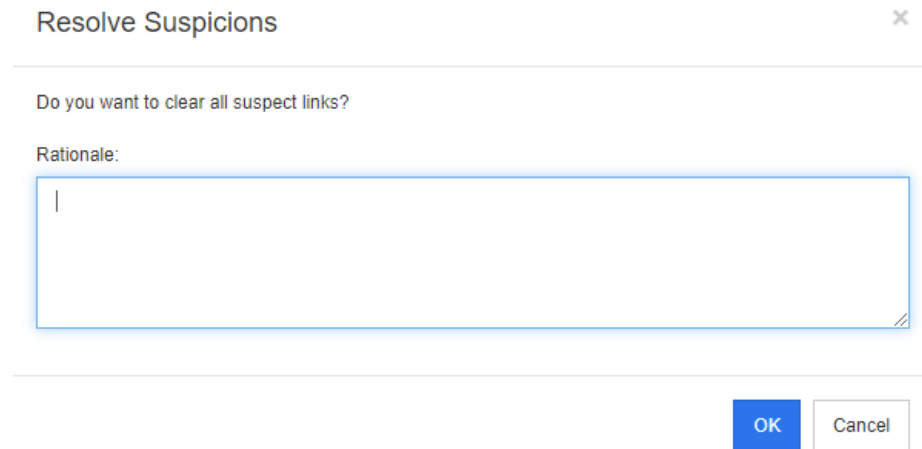 Resolve Suspicions
×
Do you want to clear all suspect links?
Rationale:
OK Cancel